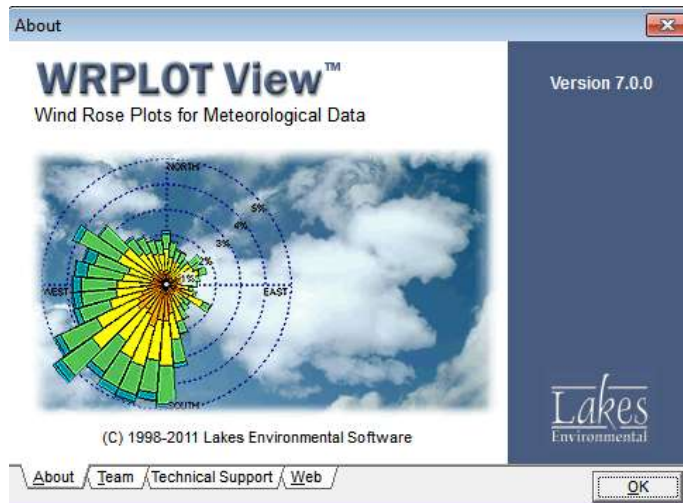 About
WRPLOT View™
Wind Rose Plots for Meteorological Data
Version 7.0.0
NORTH
5%
4%
3%
2%
1%
WEST
EAST
SOUTH
Lakes
Environmental
(C) 1998-2011 Lakes Environmental Software
About Team Technical Support Web
OK